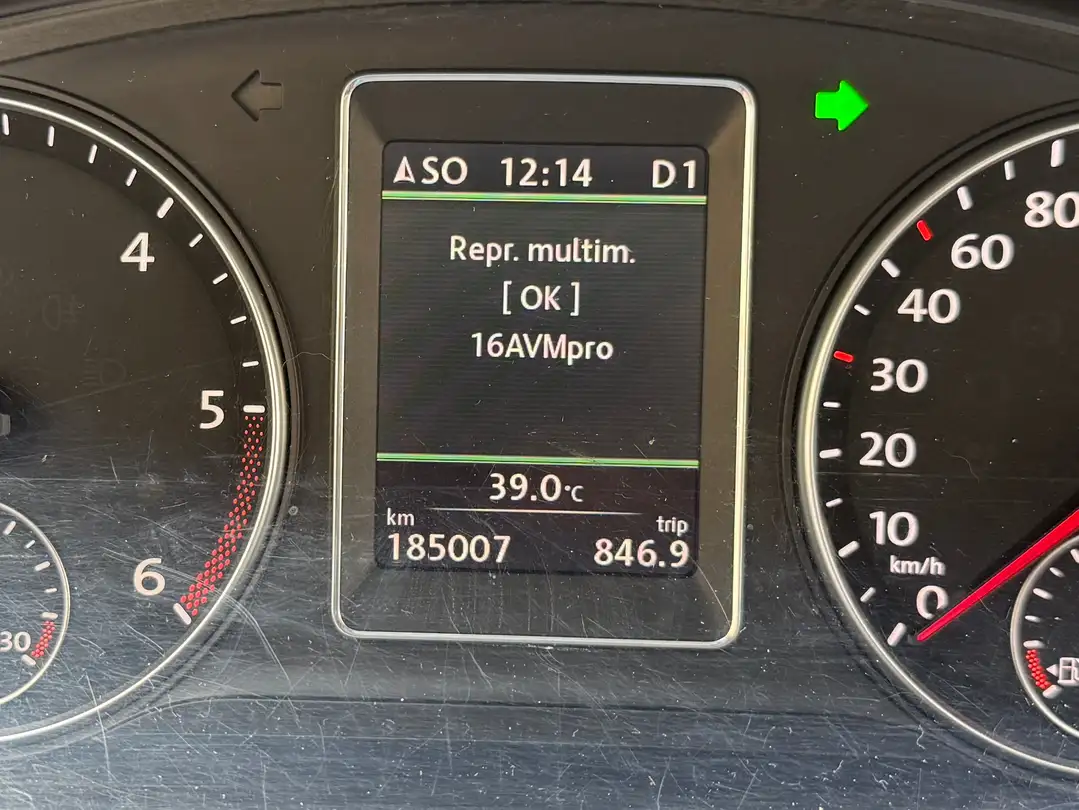 SO 12:14 D1
Repr. multim.
[ OK ]
16AVMpro
39.0°C
km trip
185007 846.9
4
5
6
30
80
60
40
30
20
10
km/h
0